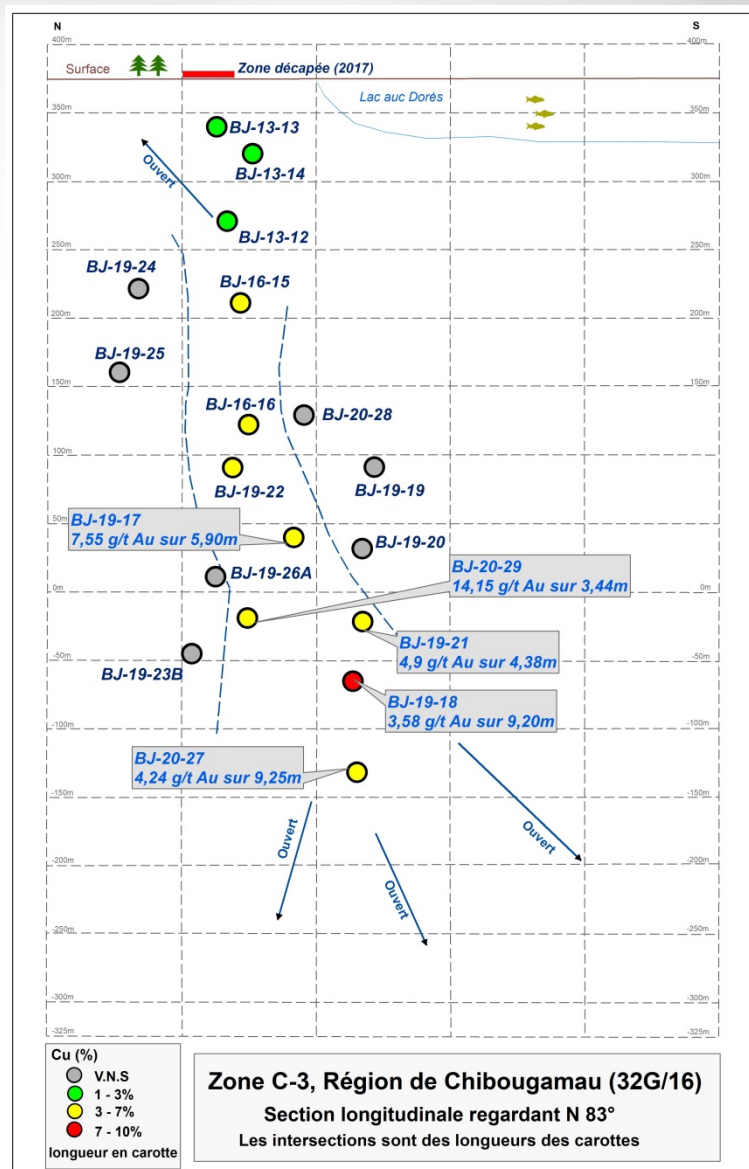 N
S
400m
400m
Surface
Zone décapée (2017)
350m
350m
Lac auc Dorés
BJ-13-13
BJ-13-14
Ouvert
300m
300m
BJ-13-12
250m
250m
BJ-19-24
BJ-16-15
200m
200m
BJ-19-25
150m
150m
BJ-16-16
BJ-20-28
100m
100m
BJ-19-22
BJ-19-19
BJ-19-17
7,55 g/t Au sur 5,90m
50m
50m
BJ-19-20
BJ-20-29
14,15 g/t Au sur 3,44m
BJ-19-26A
0m
0m
BJ-19-21
4,9 g/t Au sur 4,38m
-50m
-50m
BJ-19-23B
BJ-19-18
3,58 g/t Au sur 9,20m
-100m
-100m
BJ-20-27
4,24 g/t Au sur 9,25m
-150m
-150m
Ouvert
Ouvert
Ouvert
-200m
-200m
-250m
-250m
-300m
-300m
-325m
-325m
Cu (%)
V.N.S
1 - 3%
3 - 7%
7 - 10%
longueur en carotte
Zone C-3, Région de Chibougamau (32G/16)
Section longitudinale regardant N 83°
Les intersections sont des longueurs des carottes